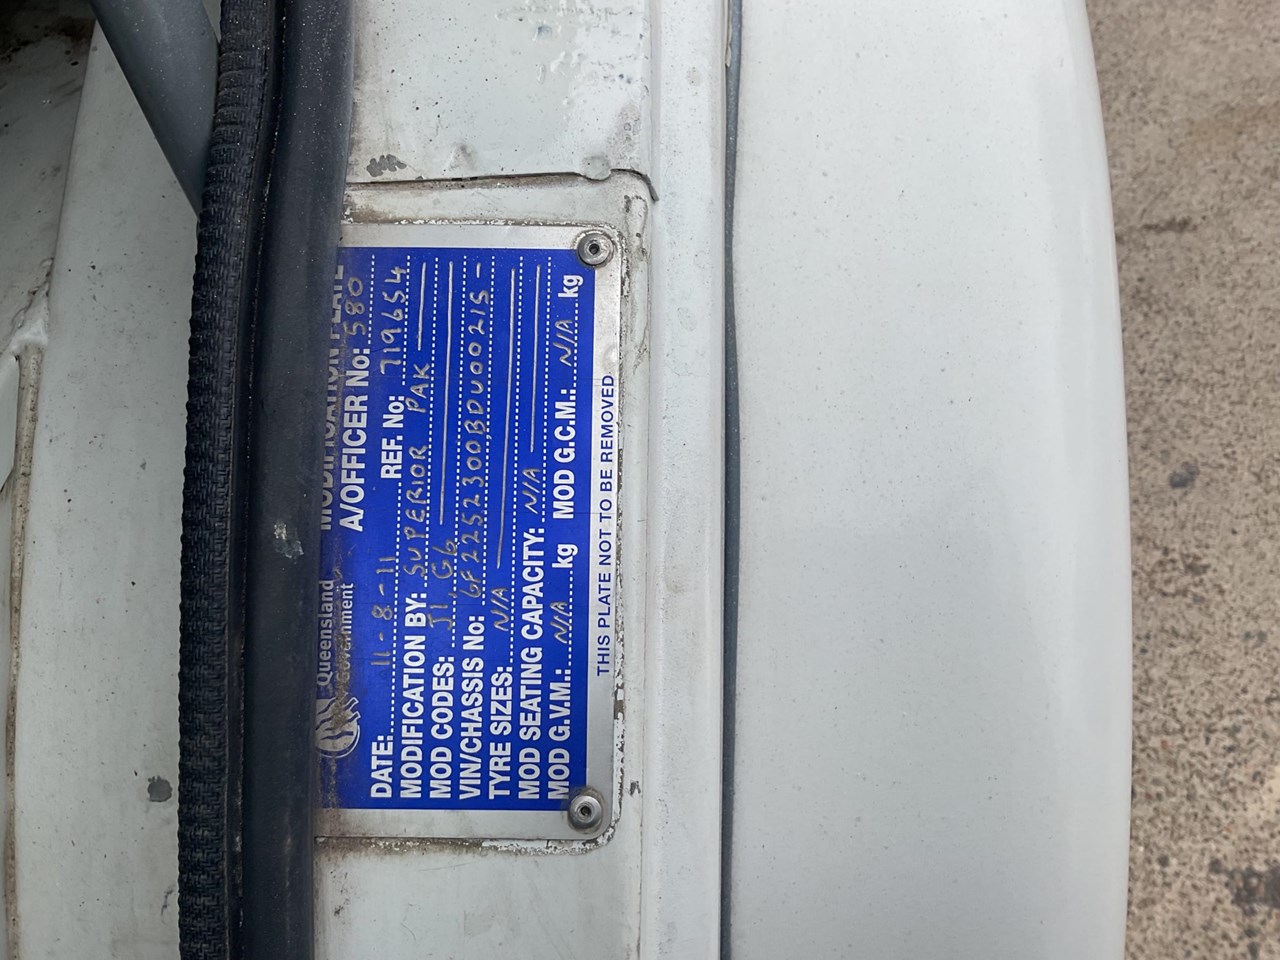 Queensland Government
MODIFICATION PLATE
A/OFFICER No: 580
DATE: 11-8-11 REF. No: 719654
MODIFICATION BY: SUPERIOR PAK
MOD CODES: J1, G6
VIN/CHASSIS No: 6F2252300BDU00215-
TYRE SIZES: N/A
MOD SEATING CAPACITY: N/A
MOD G.V.M.: N/A kg MOD G.C.M.: N/A kg
THIS PLATE NOT TO BE REMOVED